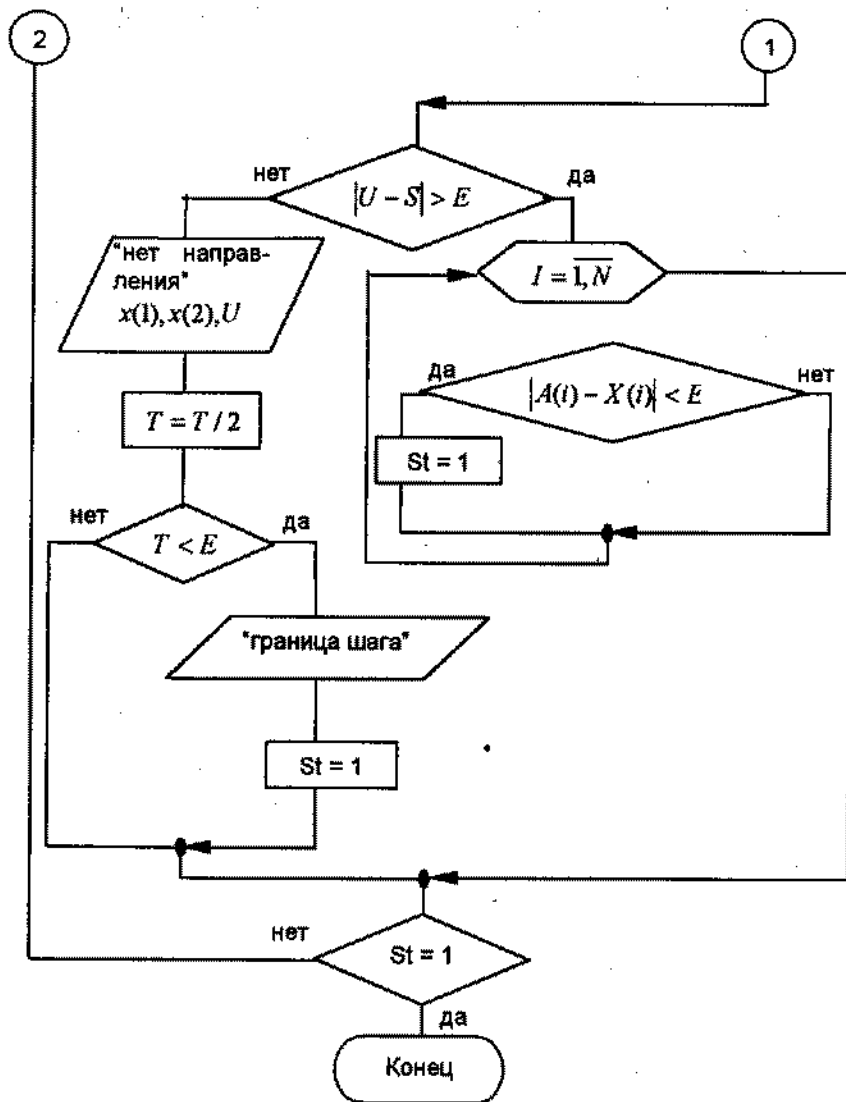 2
1
нет
да
|U − S| > E
"нет направ-
ления"
x(1), x(2), U
I = \overline{1, N}
да
нет
|A(i) − X(i)| < E
T = T / 2
St = 1
нет
да
T < E
"граница шага"
St = 1
нет
St = 1
да
Конец